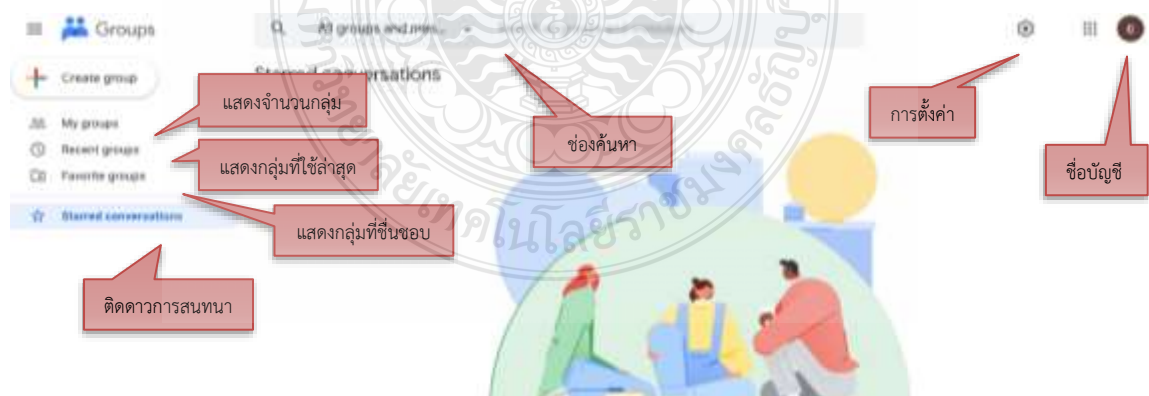 Groups
All groups and mes...
Create group
Starred conversations
แสดงจำนวนกลุ่ม
การตั้งค่า
My groups
ช่องค้นหา
Recent groups
แสดงกลุ่มที่ใช้ล่าสุด
ชื่อบัญชี
Favorite groups
Starred conversations
แสดงกลุ่มที่ชื่นชอบ
ติดดาวการสนทนา